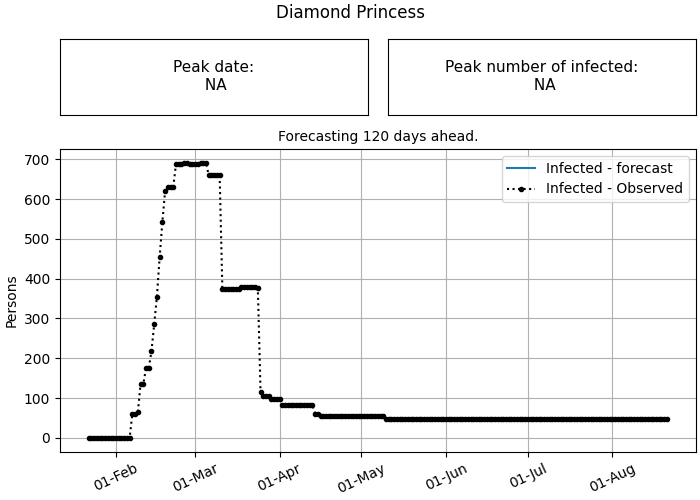 Diamond Princess
Peak date:
NA
Peak number of infected:
NA
Forecasting 120 days ahead.
Infected - forecast
Infected - Observed
Persons
700
600
500
400
300
200
100
0
01-Feb
01-Mar
01-Apr
01-May
01-Jun
01-Jul
01-Aug